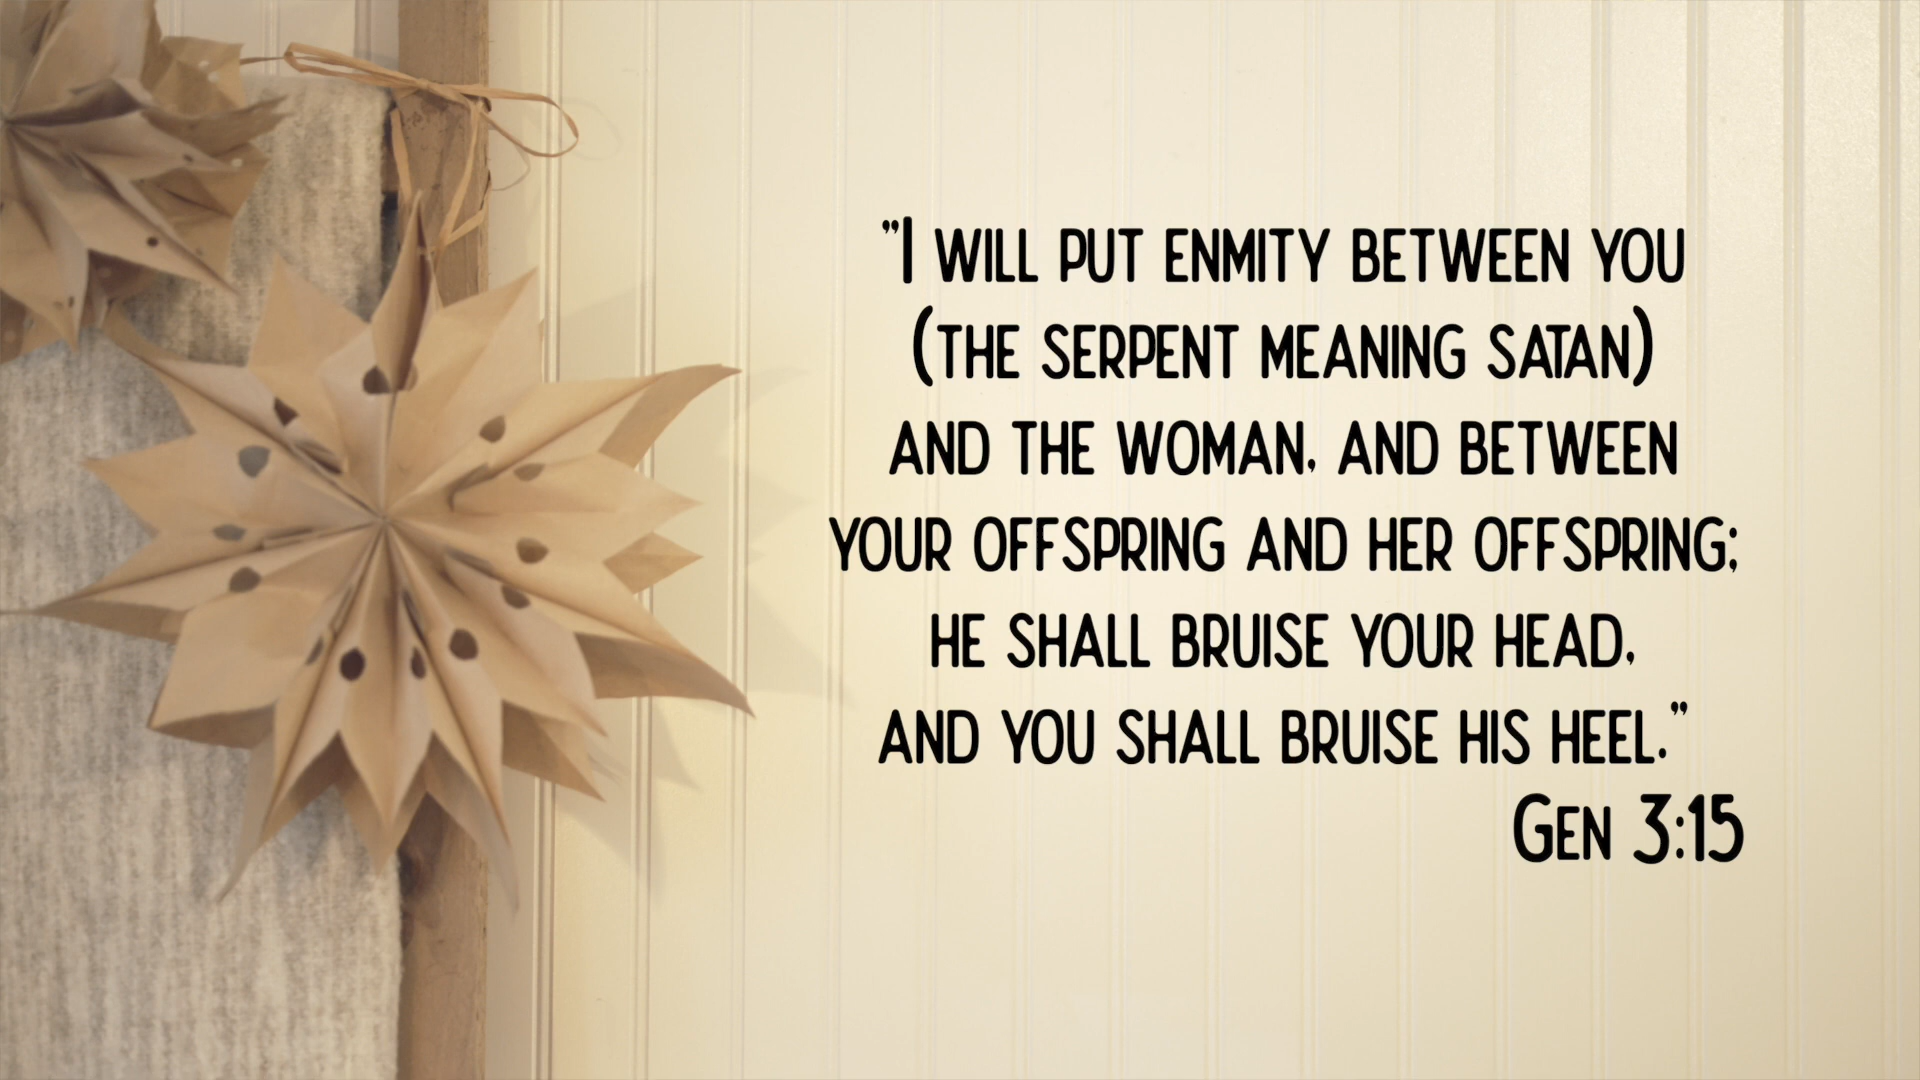 "I will put enmity between you
(the serpent meaning Satan)
and the woman, and between
your offspring and her offspring;
he shall bruise your head,
and you shall bruise his heel."
Gen 3:15